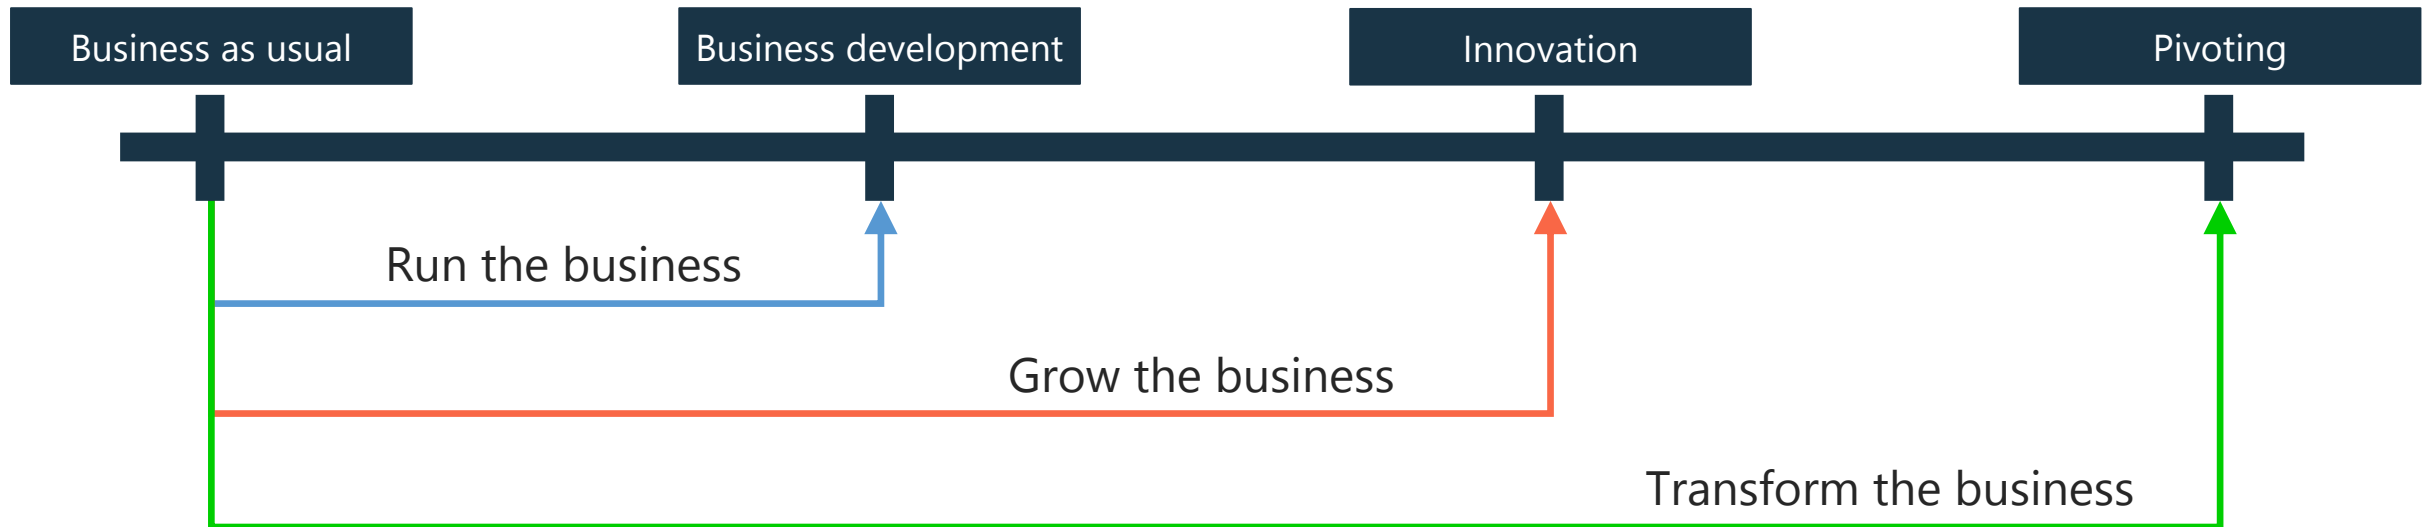 Business as usual
Business development
Innovation
Pivoting
Run the business
Grow the business
Transform the business